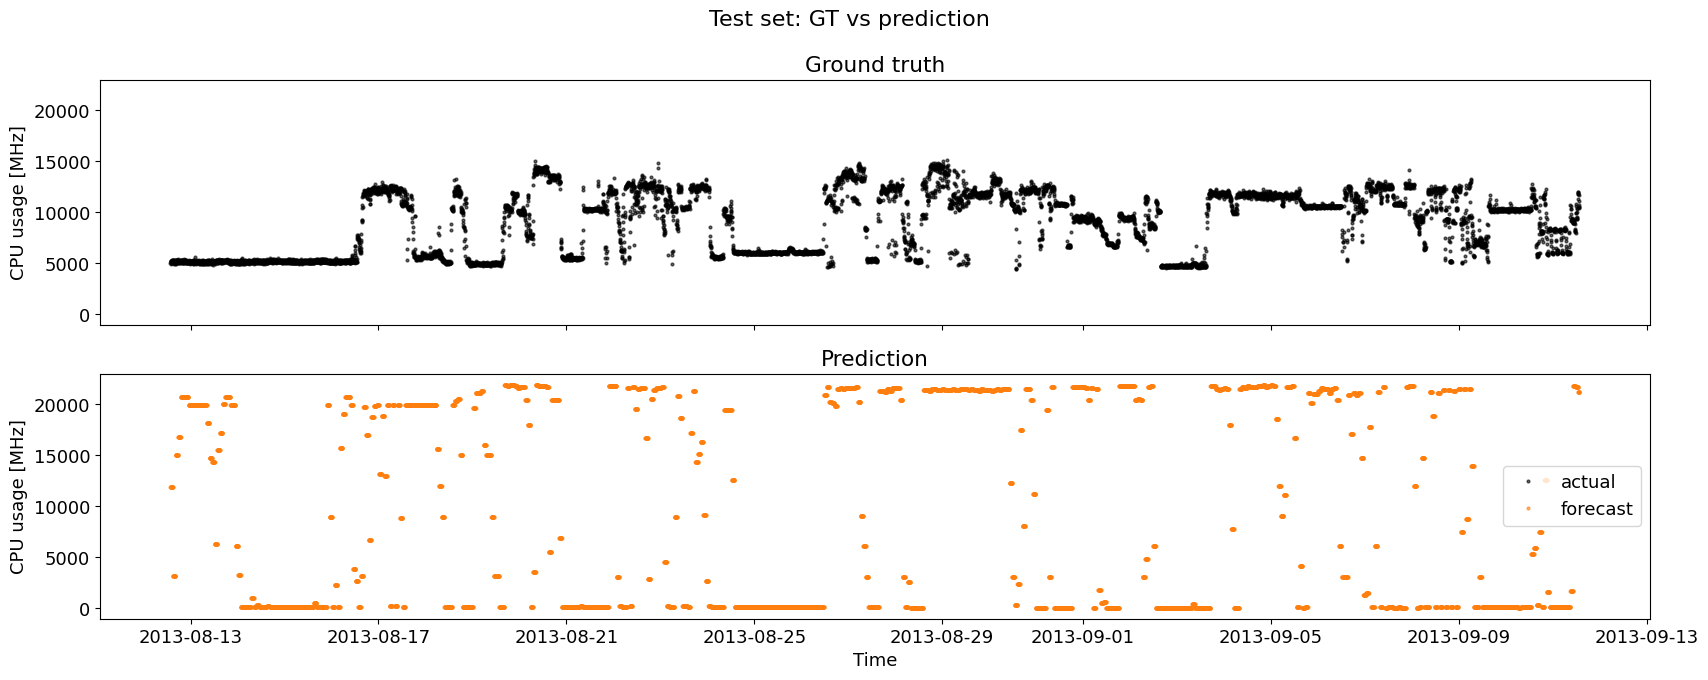 Test set: GT vs prediction
Ground truth
CPU usage [MHz]
20000
15000
10000
5000
0
Prediction
CPU usage [MHz]
20000
15000
10000
5000
0
actual
forecast
2013-08-13 2013-08-17 2013-08-21 2013-08-25 2013-08-29 2013-09-01 2013-09-05 2013-09-09 2013-09-13
Time